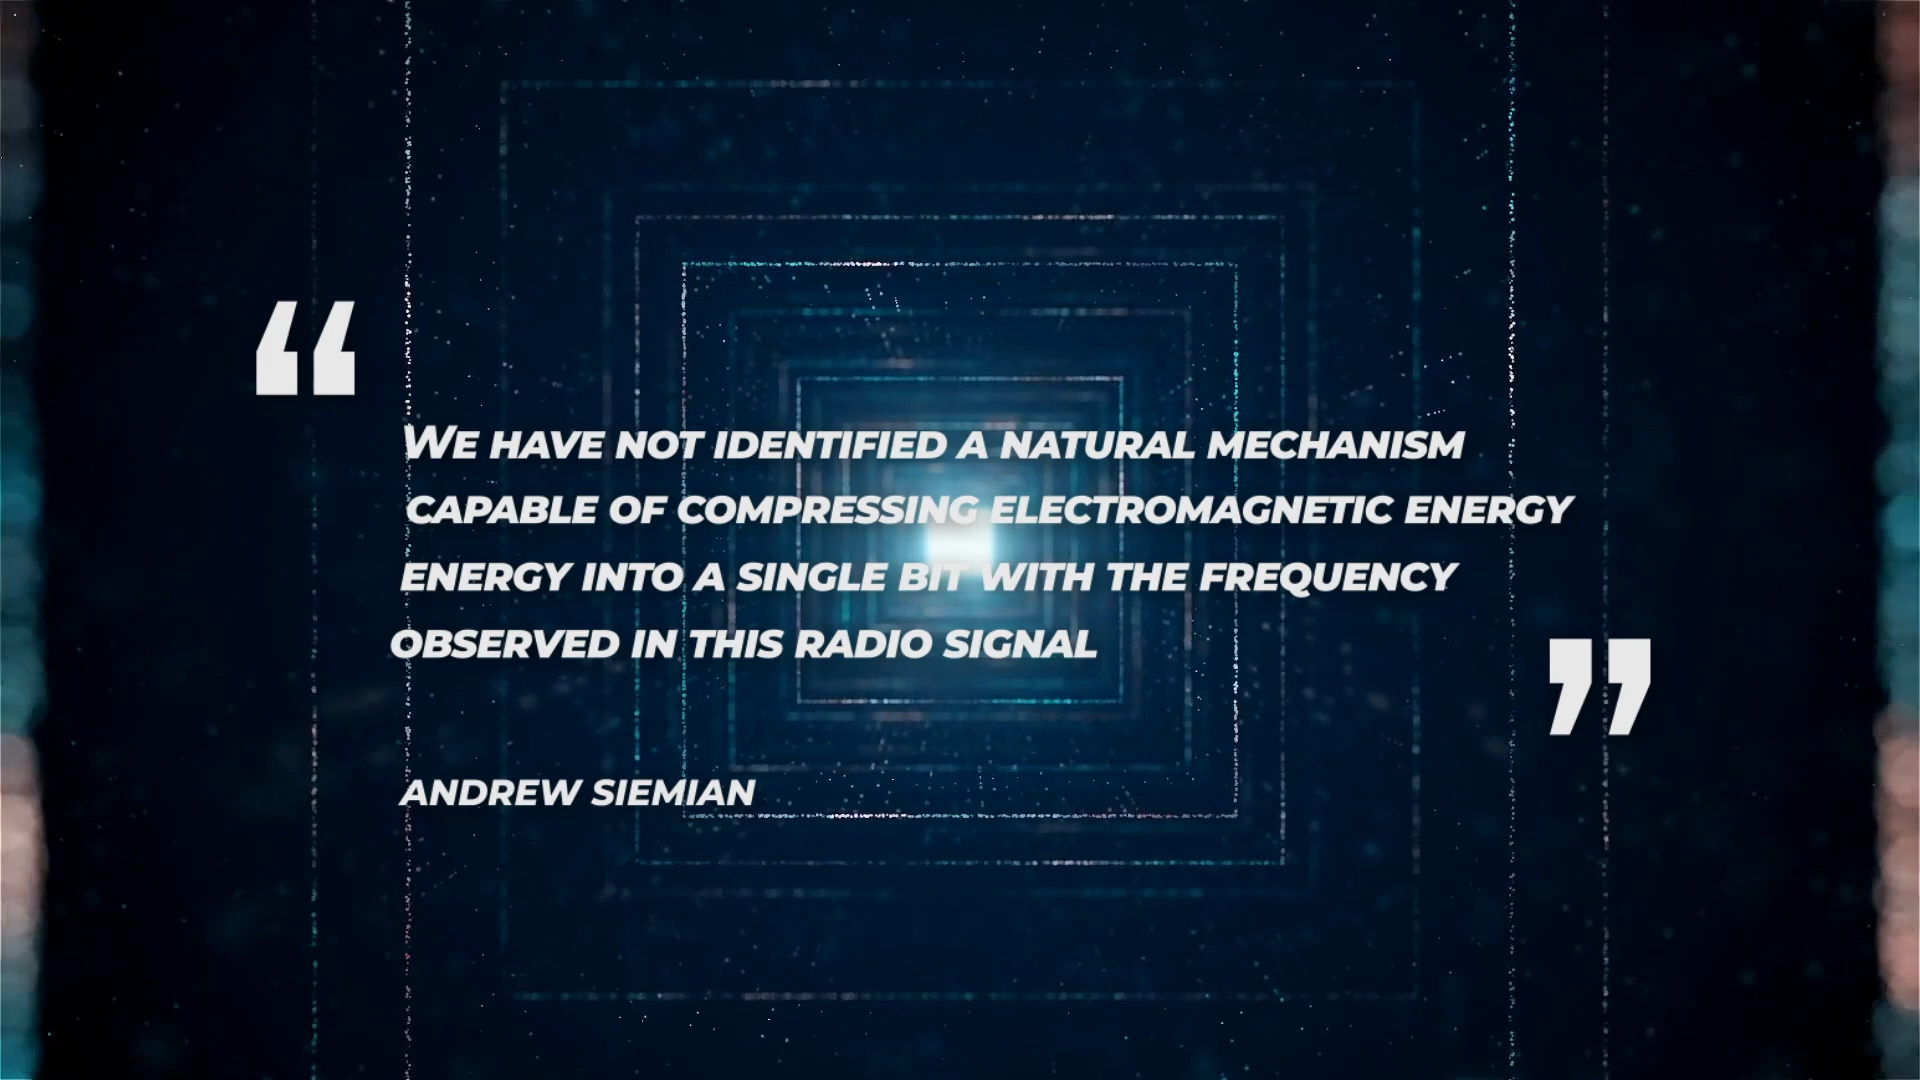 “
We have not identified a natural mechanism
capable of compressing electromagnetic energy
energy into a single bit with the frequency
observed in this radio signal
”
Andrew Siemian